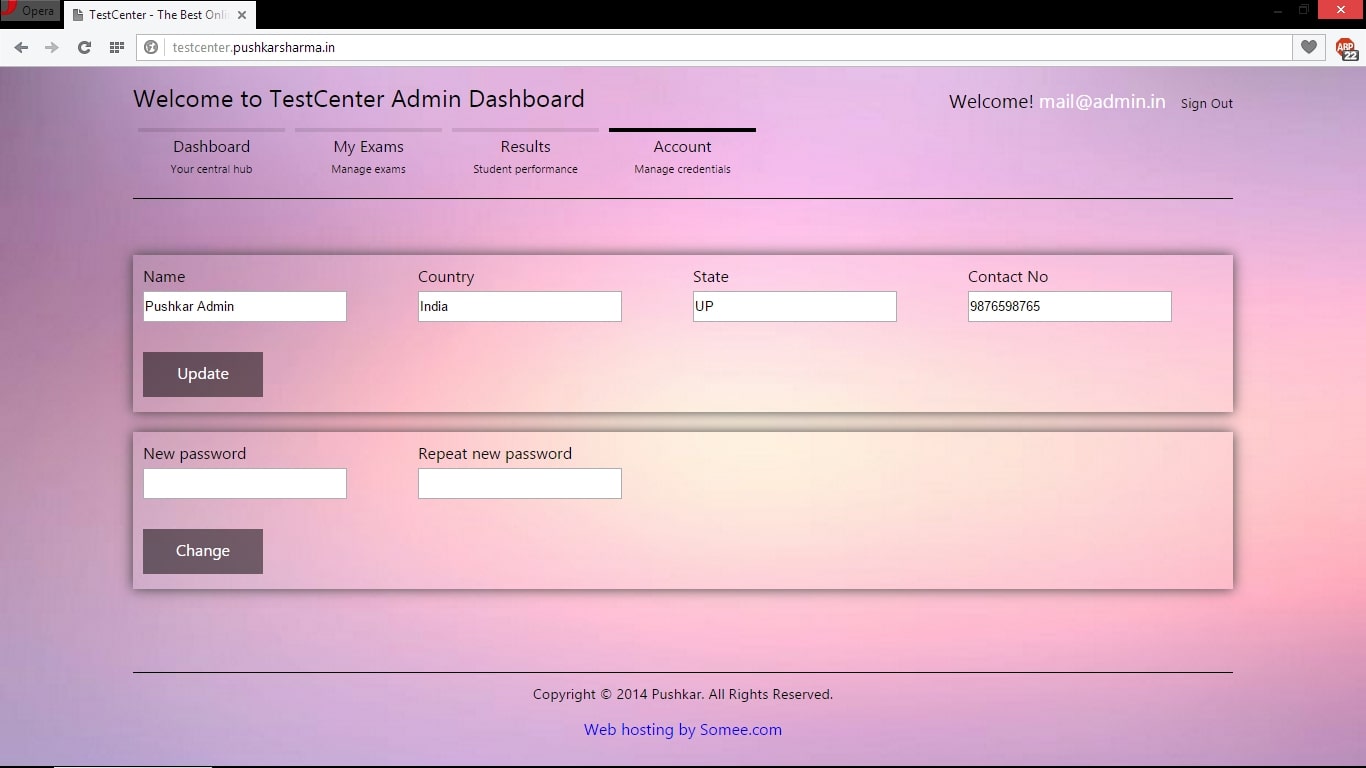 Opera
TestCenter - The Best Onli
testcenter.pushkarsharma.in
ABP
22
Welcome to TestCenter Admin Dashboard
Welcome! mail@admin.in Sign Out
Dashboard My Exams Results Account
Your central hub Manage exams Student performance Manage credentials
Name Country State Contact No
Pushkar Admin India UP 9876598765
Update
New password Repeat new password
Change
Copyright © 2014 Pushkar. All Rights Reserved.
Web hosting by Somee.com